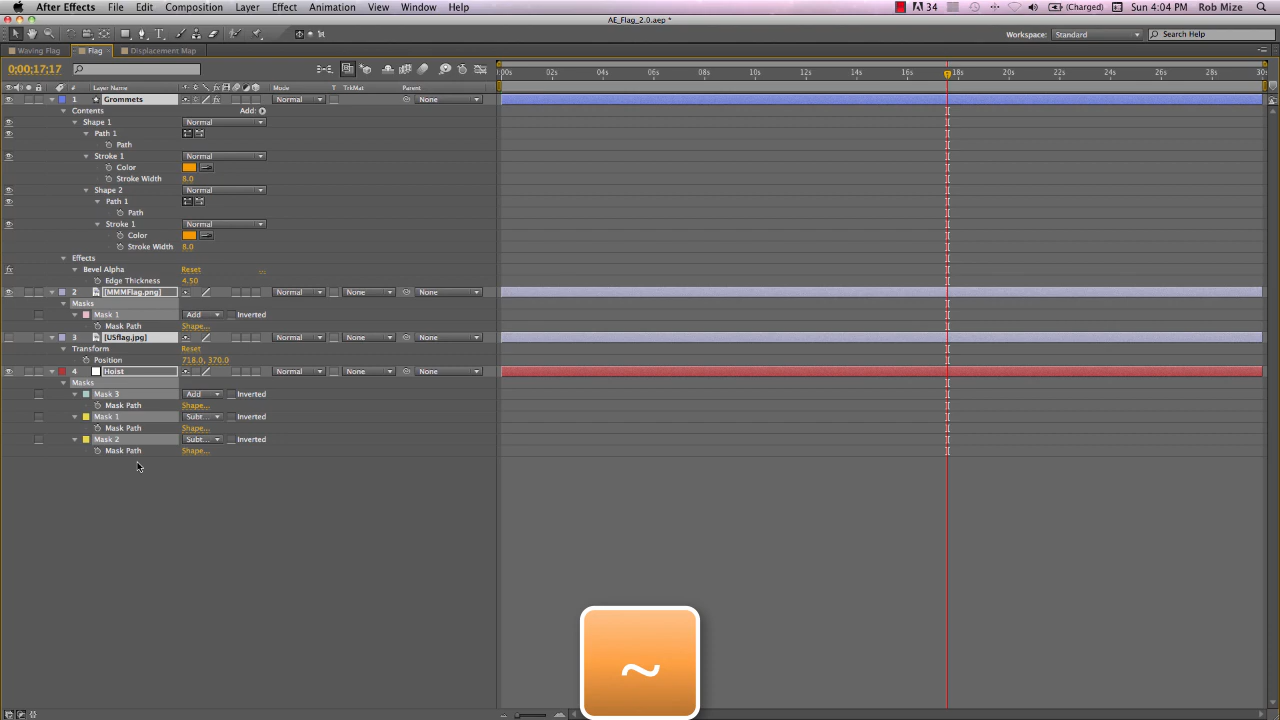 After Effects File Edit Composition Layer Effect Animation View Window Help 34 (Charged) Sun 4:04 PM Rob Mize
AE_Flag_2.0.aep *
Workspace: Standard Search Help
Waving Flag Flag Displacement Map
0;00;17;17
:00s 02s 04s 06s 08s 10s 12s 14s 16s 18s 20s 22s 24s 26s 28s 30s
# Layer Name Mode T TrkMat Parent
1 Grommets Normal None
Contents Add:
Shape 1 Normal
Path 1
Path
Stroke 1 Normal
Color
Stroke Width 8.0
Shape 2 Normal
Path 1
Path
Stroke 1 Normal
Color
Stroke Width 8.0
Effects
fx Bevel Alpha Reset ...
Edge Thickness 4.50
2 [MMMFlag.png] Normal None None
Masks
Mask 1 Add Inverted
Mask Path Shape...
3 [USflag.jpg] Normal None None
Transform Reset
Position 718.0, 370.0
4 Hoist Normal None None
Masks
Mask 3 Add Inverted
Mask Path Shape...
Mask 1 Subt... Inverted
Mask Path Shape...
Mask 2 Subt... Inverted
Mask Path Shape...
~